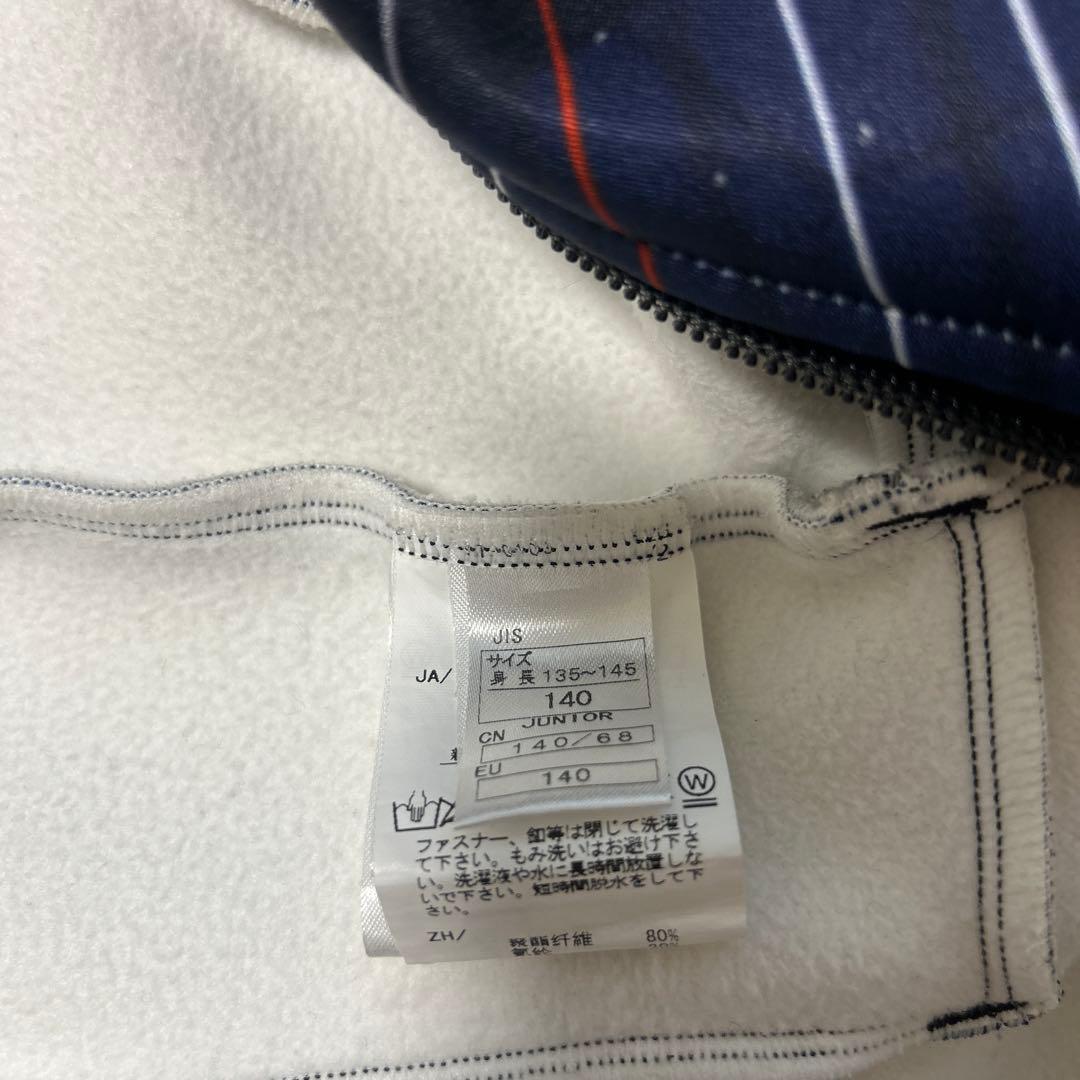 JIS
サイズ
身長 135〜145
140
JUNIOR
CN
140/68
EU
140
JA/
W
ファスナー、釦等は閉じて洗濯し
て下さい。もみ洗いはお避け下さ
い。洗濯液や水に長時間放置しな
いで下さい。短時間脱水をして下
さい。
ZH/ 聚酯纤维 80%